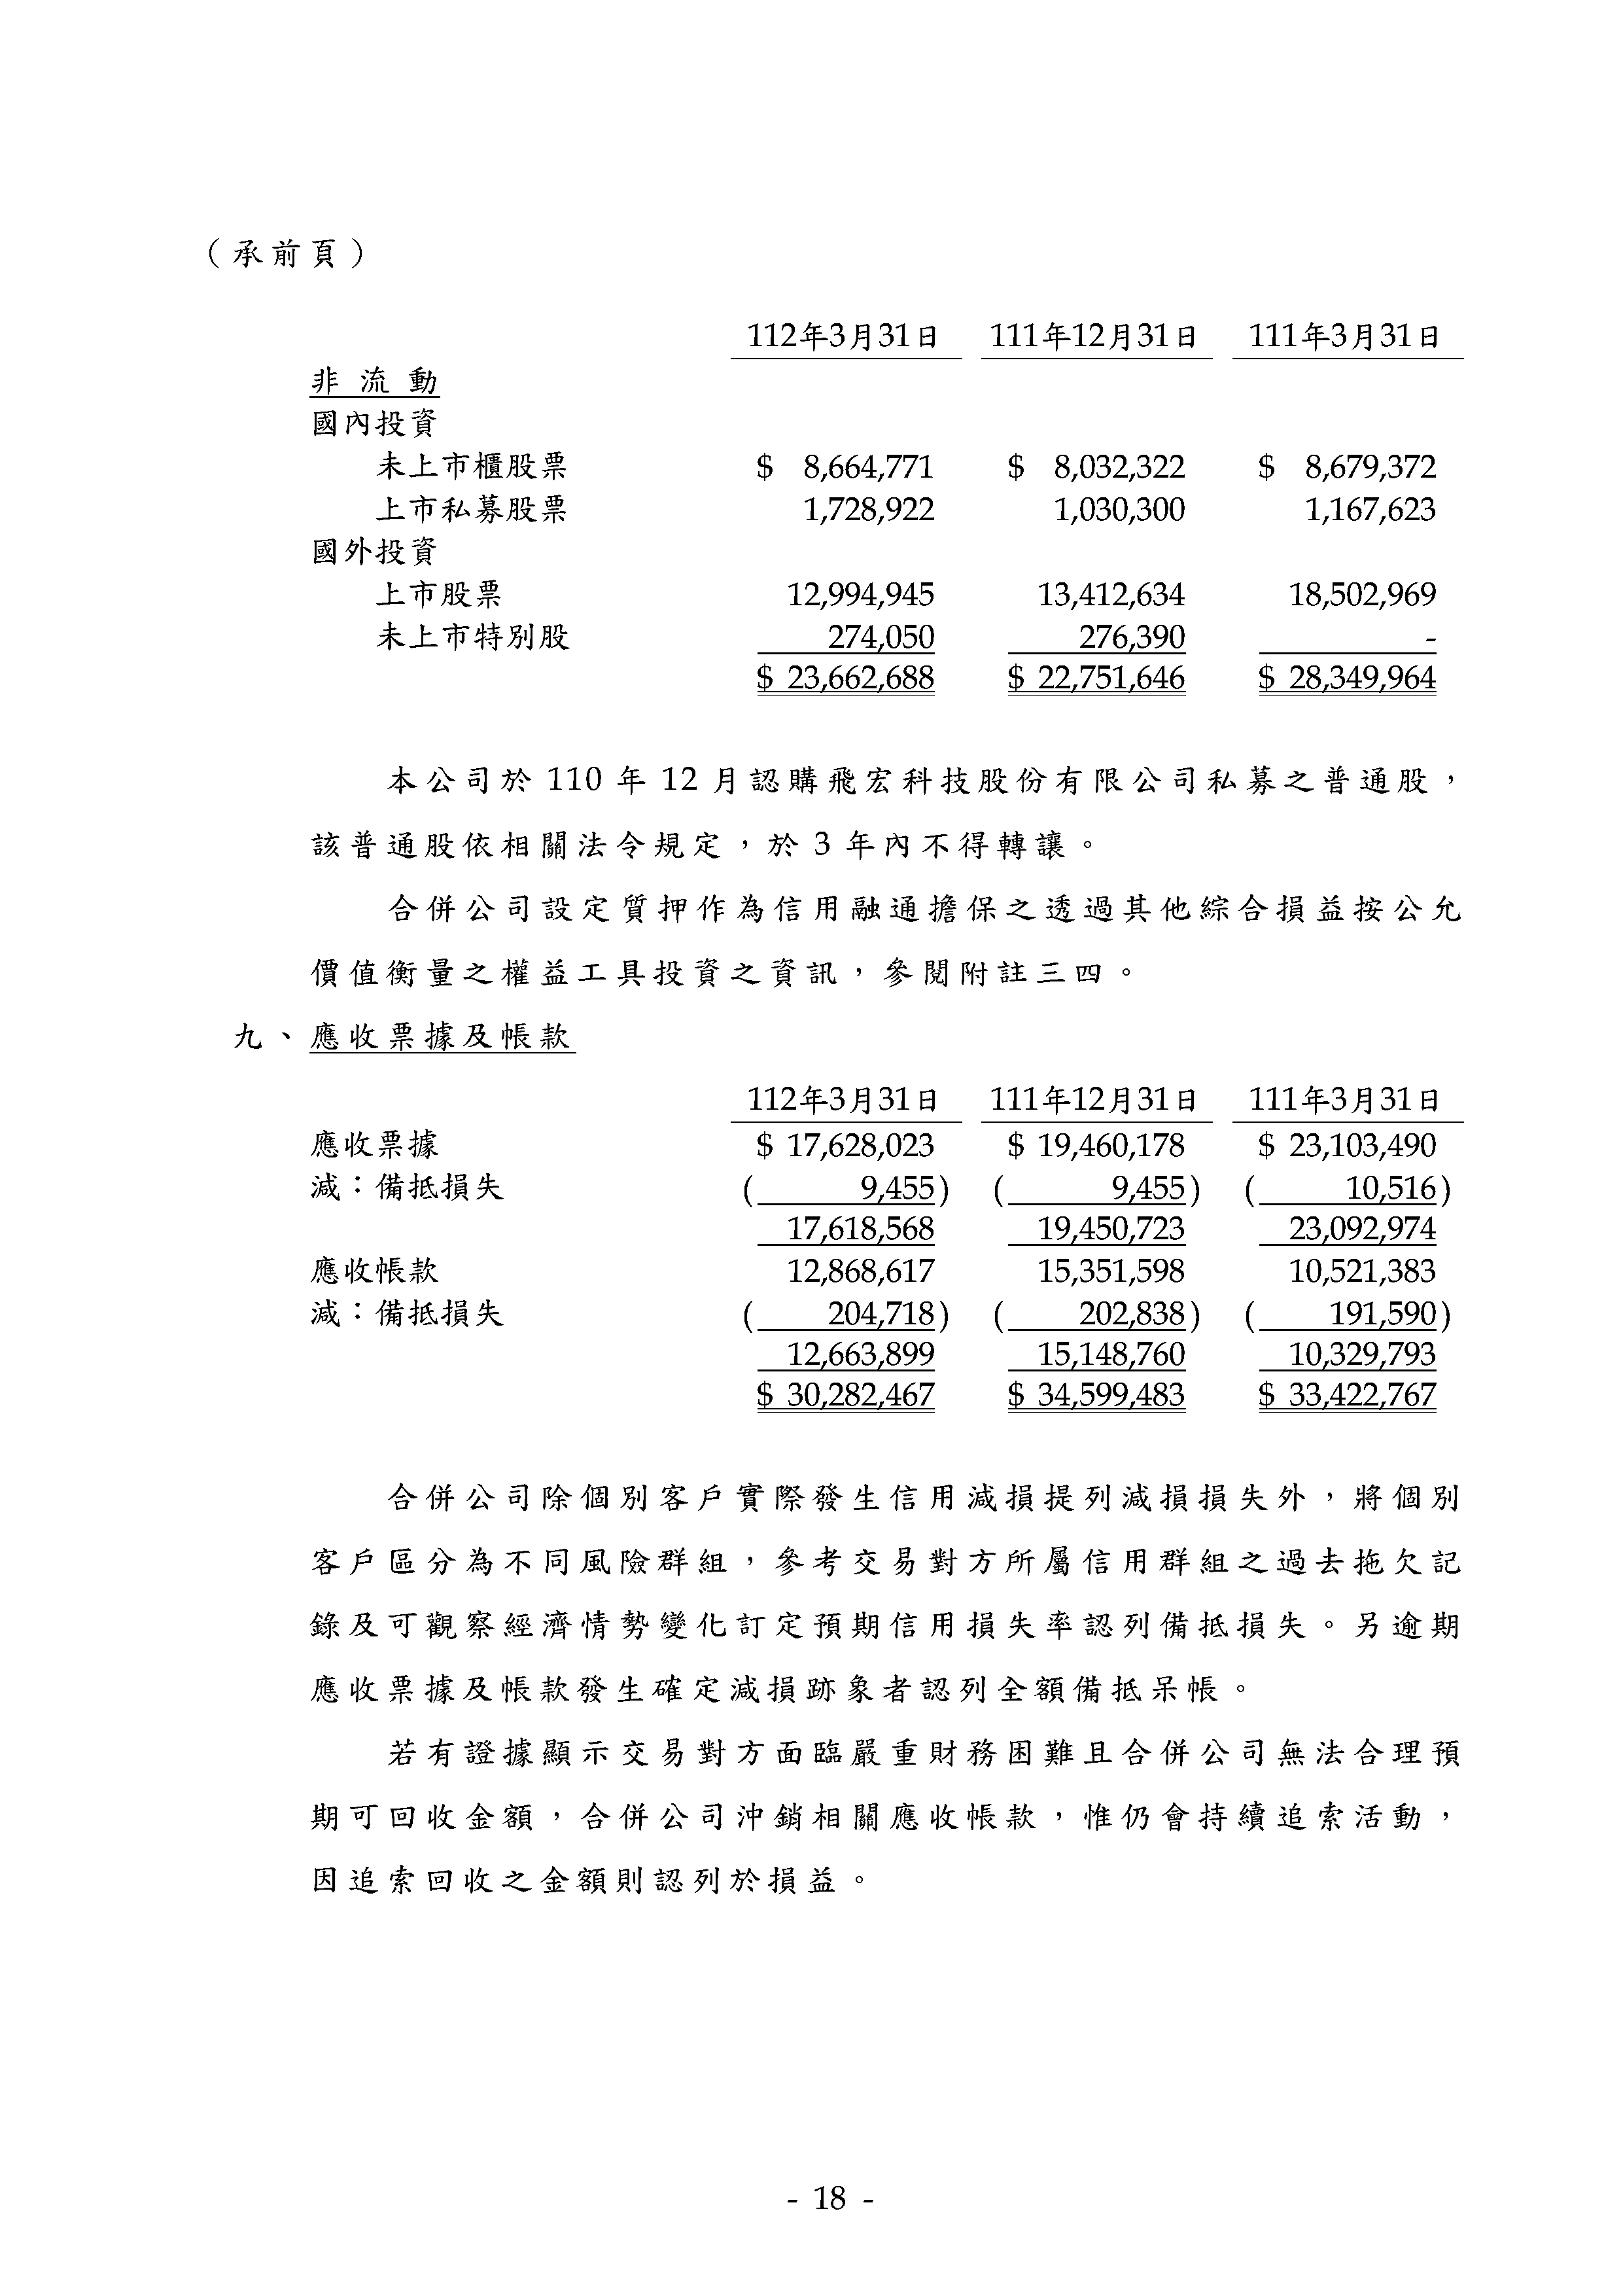 （承前頁）
112年3月31日 111年12月31日 111年3月31日
非流動
國內投資
未上市櫃股票 $ 8,664,771 $ 8,032,322 $ 8,679,372
上市私募股票 1,728,922 1,030,300 1,167,623
國外投資
上市股票 12,994,945 13,412,634 18,502,969
未上市特別股 274,050 276,390 -
$ 23,662,688 $ 22,751,646 $ 28,349,964
本公司於 110 年 12 月認購飛宏科技股份有限公司私募之普通股，
該普通股依相關法令規定，於 3 年內不得轉讓。
合併公司設定質押作為信用融通擔保之透過其他綜合損益按公允
價值衡量之權益工具投資之資訊，參閱附註三四。
九、應收票據及帳款
112年3月31日 111年12月31日 111年3月31日
應收票據 $ 17,628,023 $ 19,460,178 $ 23,103,490
減：備抵損失 ( 9,455) ( 9,455) ( 10,516)
17,618,568 19,450,723 23,092,974
應收帳款 12,868,617 15,351,598 10,521,383
減：備抵損失 ( 204,718) ( 202,838) ( 191,590)
12,663,899 15,148,760 10,329,793
$ 30,282,467 $ 34,599,483 $ 33,422,767
合併公司除個別客戶實際發生信用減損提列減損損失外，將個別
客戶區分為不同風險群組，參考交易對方所屬信用群組之過去拖欠記
錄及可觀察經濟情勢變化訂定預期信用損失率認列備抵損失。另逾期
應收票據及帳款發生確定減損跡象者認列全額備抵呆帳。
若有證據顯示交易對方面臨嚴重財務困難且合併公司無法合理預
期可回收金額，合併公司沖銷相關應收帳款，惟仍會持續追索活動，
因追索回收之金額則認列於損益。
- 18 -